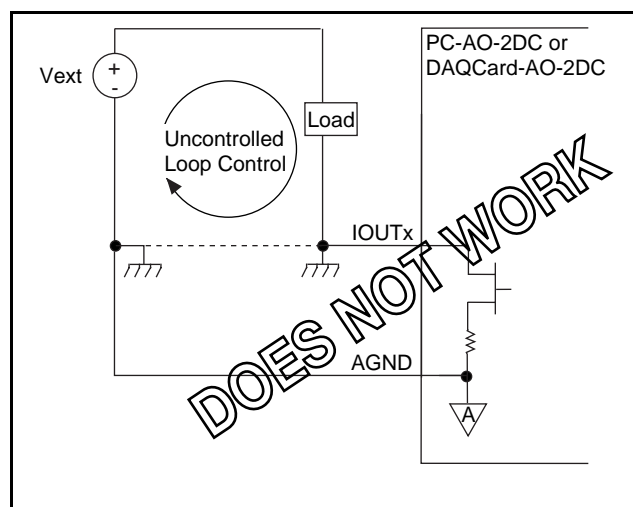 PC-AO-2DC or
DAQCard-AO-2DC
Vext
+
-
Load
Uncontrolled
Loop Control
IOUTx
DOES NOT WORK
AGND
A